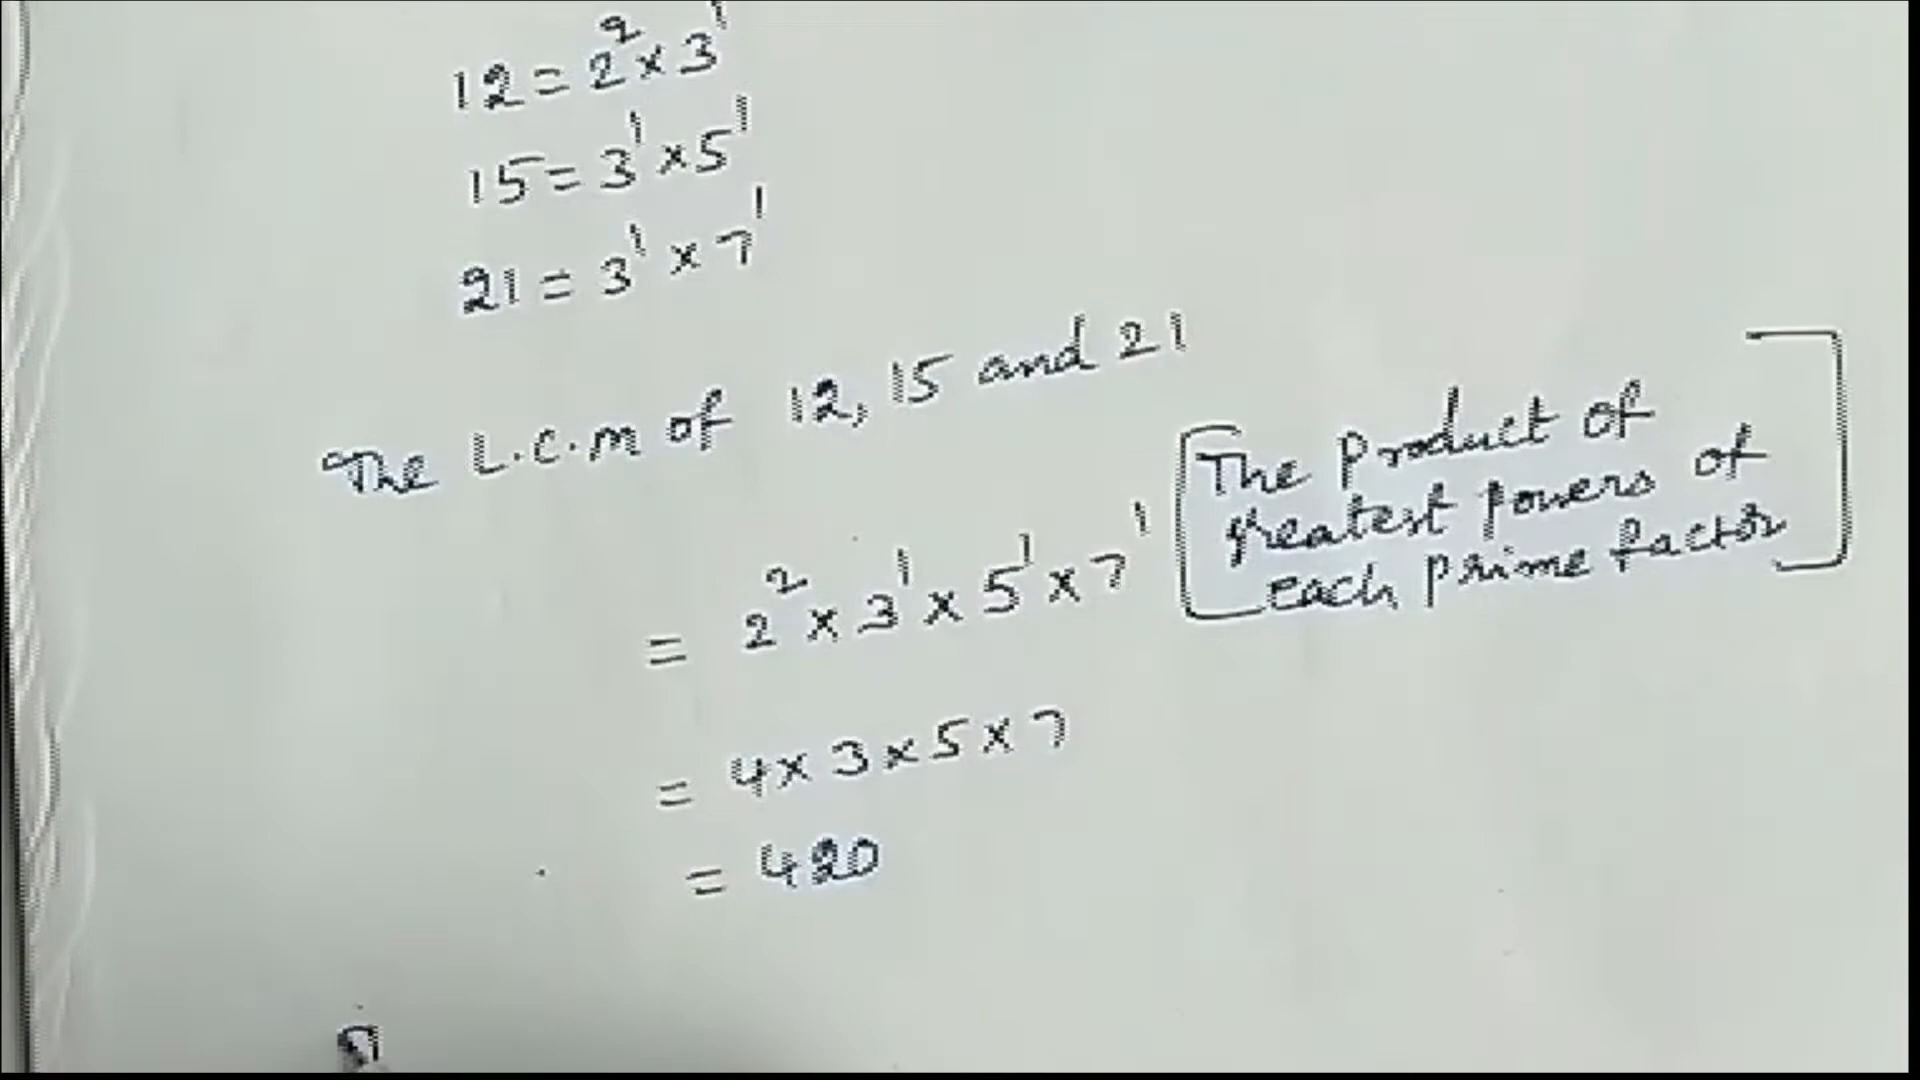 12 = 2² × 3¹
15 = 3¹ × 5¹
21 = 3¹ × 7¹
The L.C.M of 12, 15 and 21
= 2² × 3¹ × 5¹ × 7¹ [The product of
greatest powers of
each prime factor]
= 4 × 3 × 5 × 7
= 420